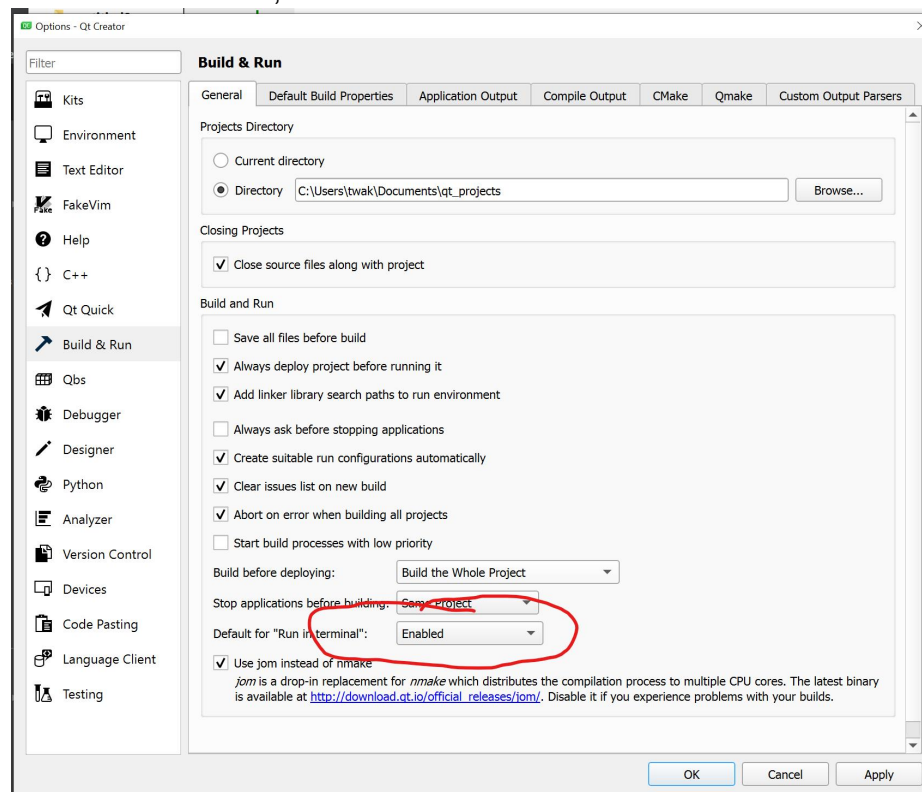 Options - Qt Creator
Filter
Build & Run
Kits
Environment
Text Editor
Fake
FakeVim
Help
C++
Qt Quick
Build & Run
Qbs
Debugger
Designer
Python
Analyzer
Version Control
Devices
Code Pasting
Language Client
Testing
General Default Build Properties Application Output Compile Output CMake Qmake Custom Output Parsers
Projects Directory
Current directory
Directory C:\Users\twak\Documents\qt_projects Browse...
Closing Projects
Close source files along with project
Build and Run
Save all files before build
Always deploy project before running it
Add linker library search paths to run environment
Always ask before stopping applications
Create suitable run configurations automatically
Clear issues list on new build
Abort on error when building all projects
Start build processes with low priority
Build before deploying: Build the Whole Project
Stop applications before building: Same Project
Default for "Run in terminal": Enabled
Use jom instead of nmake
jom is a drop-in replacement for nmake which distributes the compilation process to multiple CPU cores. The latest binary
is available at http://download.qt.io/official_releases/jom/. Disable it if you experience problems with your builds.
OK Cancel Apply